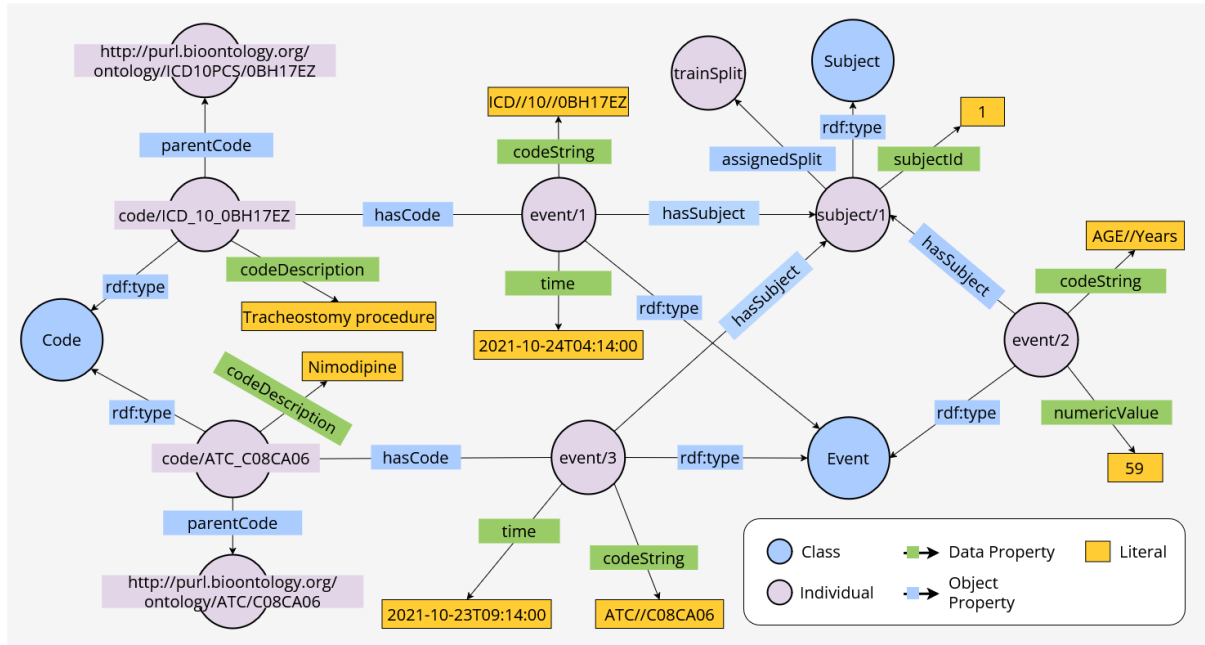 http://purl.bioontology.org/
ontology/ICD10PCS/0BH17EZ
trainSplit
Subject
ICD//10//0BH17EZ
1
parentCode
codeString
rdf:type
assignedSplit
subjectId
code/ICD_10_0BH17EZ
hasCode
event/1
hasSubject
subject/1
AGE//Years
hasSubject
codeDescription
codeString
rdf:type
time
hasSubject
rdf:type
Tracheostomy procedure
Code
2021-10-24T04:14:00
event/2
Nimodipine
codeDescription
rdf:type
rdf:type
numericValue
code/ATC_C08CA06
hasCode
event/3
rdf:type
Event
59
parentCode
time
codeString
http://purl.bioontology.org/
ontology/ATC/C08CA06
2021-10-23T09:14:00
ATC//C08CA06
Class
Data Property
Literal
Individual
Object
Property